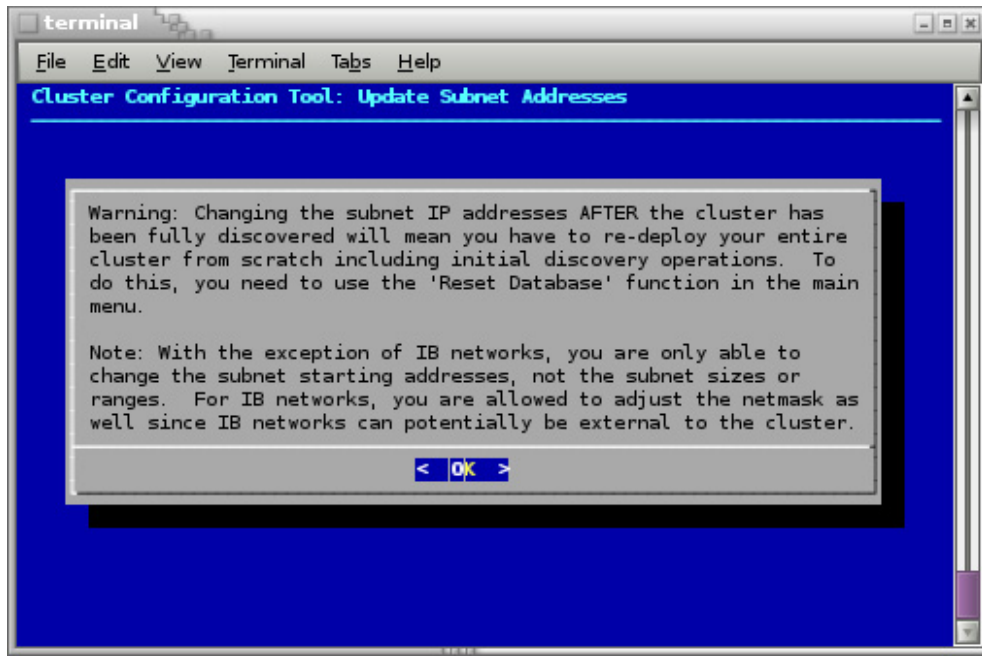 terminal
File Edit View Terminal Tabs Help
Cluster Configuration Tool: Update Subnet Addresses
Warning: Changing the subnet IP addresses AFTER the cluster has
been fully discovered will mean you have to re-deploy your entire
cluster from scratch including initial discovery operations.  To
do this, you need to use the 'Reset Database' function in the main
menu.
Note: With the exception of IB networks, you are only able to
change the subnet starting addresses, not the subnet sizes or
ranges.  For IB networks, you are allowed to adjust the netmask as
well since IB networks can potentially be external to the cluster.
<  OK  >